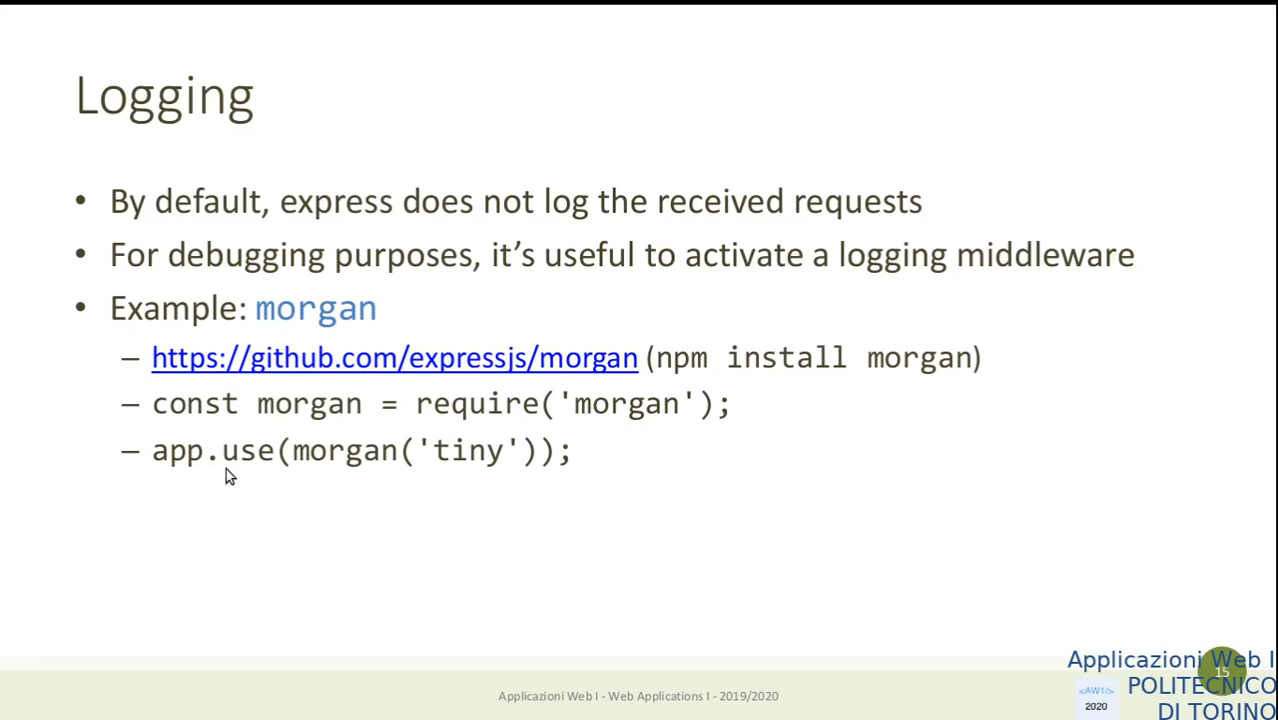 Logging
• By default, express does not log the received requests
• For debugging purposes, it’s useful to activate a logging middleware
• Example: morgan
– https://github.com/expressjs/morgan (npm install morgan)
– const morgan = require('morgan');
– app.use(morgan('tiny'));
Applicazioni Web I - Web Applications I - 2019/2020
15
Applicazioni Web I
POLITECNICO
DI TORINO
<AW1/>
2020